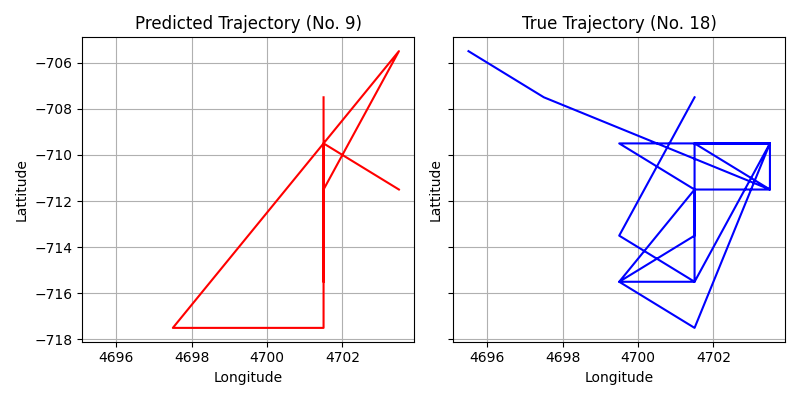 Predicted Trajectory (No. 9)
True Trajectory (No. 18)
−706
−708
−710
−712
−714
−716
−718
Lattitude
Lattitude
4696 4698 4700 4702
4696 4698 4700 4702
Longitude
Longitude